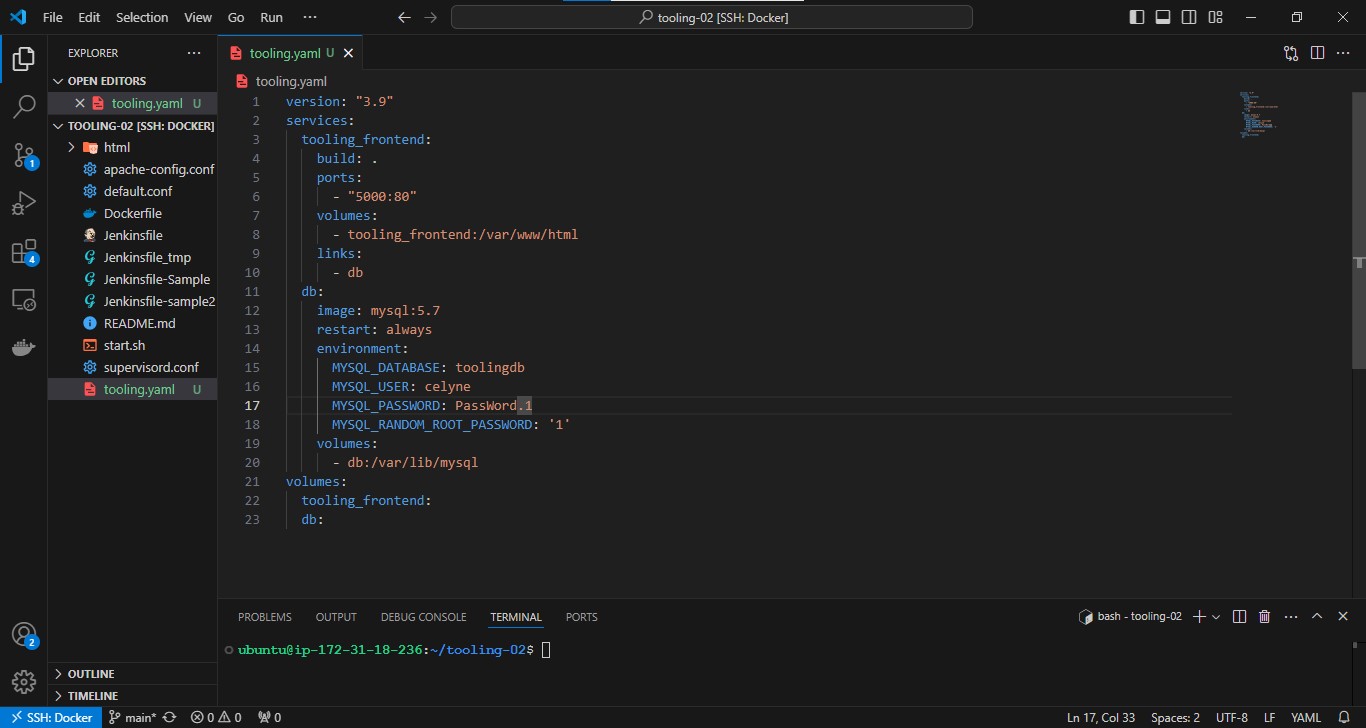 File Edit Selection View Go Run ··· tooling-02 [SSH: Docker]
EXPLORER ···
OPEN EDITORS
tooling.yaml U
TOOLING-02 [SSH: DOCKER]
html
apache-config.conf
default.conf
Dockerfile
Jenkinsfile
Jenkinsfile_tmp
Jenkinsfile-Sample
Jenkinsfile-sample2
README.md
start.sh
supervisord.conf
tooling.yaml U
OUTLINE
TIMELINE
1
4
2
tooling.yaml U
tooling.yaml
1 version: "3.9"
2 services:
3 tooling_frontend:
4 build: .
5 ports:
6 - "5000:80"
7 volumes:
8 - tooling_frontend:/var/www/html
9 links:
10 - db
11 db:
12 image: mysql:5.7
13 restart: always
14 environment:
15 MYSQL_DATABASE: toolingdb
16 MYSQL_USER: celyne
17 MYSQL_PASSWORD: PassWord.1
18 MYSQL_RANDOM_ROOT_PASSWORD: '1'
19 volumes:
20 - db:/var/lib/mysql
21 volumes:
22 tooling_frontend:
23 db:
PROBLEMS OUTPUT DEBUG CONSOLE TERMINAL PORTS bash - tooling-02
ubuntu@ip-172-31-18-236:~/tooling-02$
SSH: Docker main* 0 0 0 Ln 17, Col 33 Spaces: 2 UTF-8 LF YAML